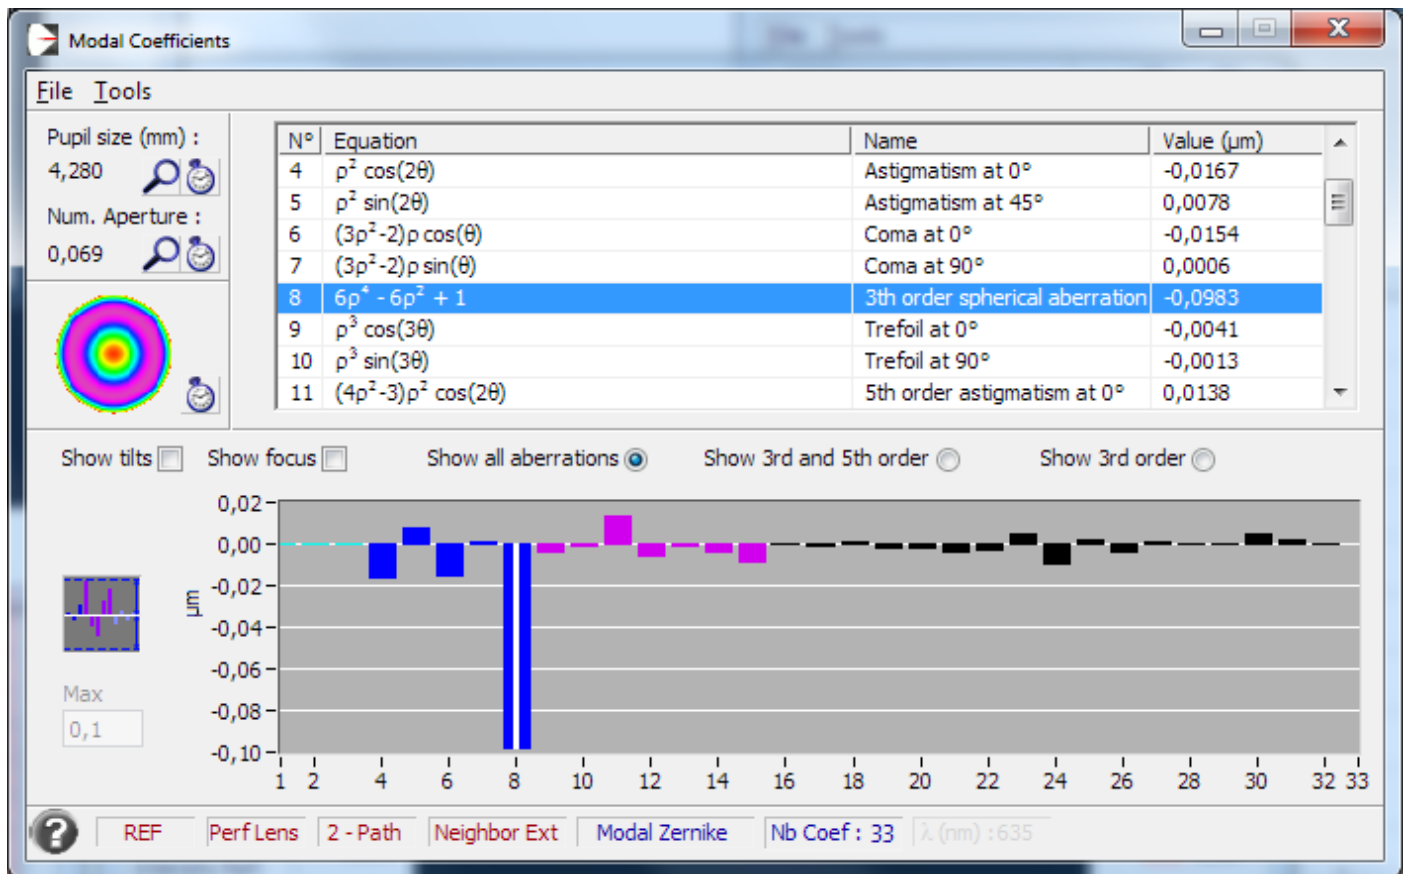 Modal Coefficients
File Tools
Pupil size (mm) :
4,280
Num. Aperture :
0,069
N° Equation Name Value (µm)
4 ρ² cos(2θ) Astigmatism at 0° -0,0167
5 ρ² sin(2θ) Astigmatism at 45° 0,0078
6 (3ρ²-2)ρ cos(θ) Coma at 0° -0,0154
7 (3ρ²-2)ρ sin(θ) Coma at 90° 0,0006
8 6ρ⁴ - 6ρ² + 1 3th order spherical aberration -0,0983
9 ρ³ cos(3θ) Trefoil at 0° -0,0041
10 ρ³ sin(3θ) Trefoil at 90° -0,0013
11 (4ρ²-3)ρ² cos(2θ) 5th order astigmatism at 0° 0,0138
Show tilts Show focus Show all aberrations Show 3rd and 5th order Show 3rd order
0,02
0,00
-0,02
-0,04
-0,06
-0,08
-0,10
µm
Max
0,1
1 2 4 6 8 10 12 14 16 18 20 22 24 26 28 30 32 33
? REF Perf Lens 2 - Path Neighbor Ext Modal Zernike Nb Coef : 33 λ (nm) :635